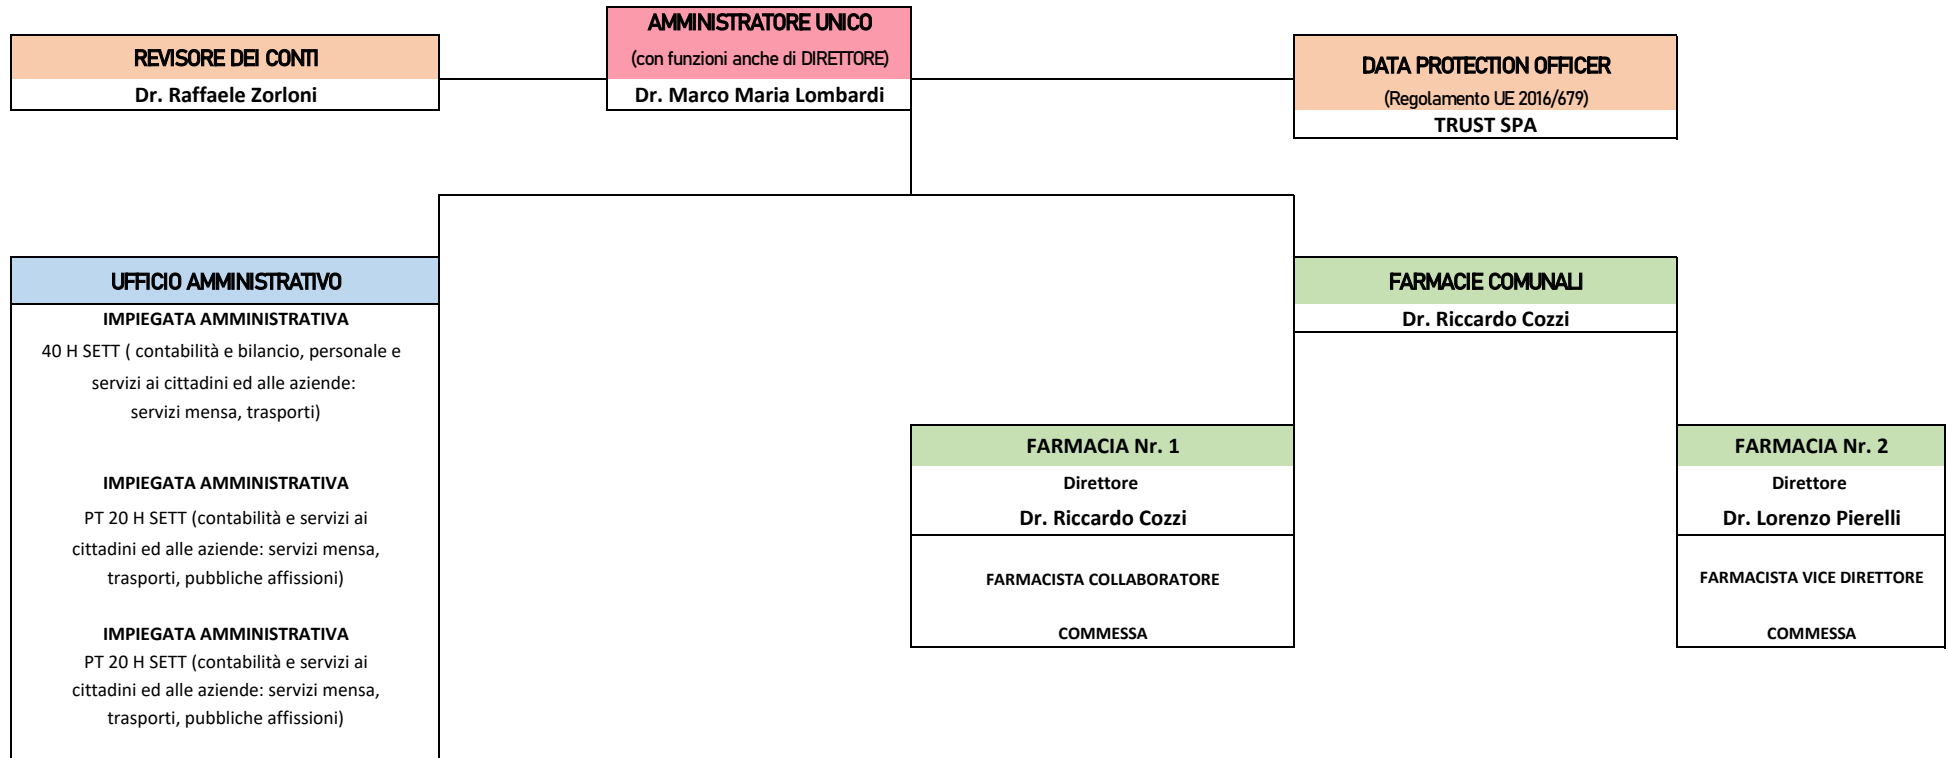 AMMINISTRATORE UNICO
(con funzioni anche di DIRETTORE)
Dr. Marco Maria Lombardi
REVISORE DEI CONTI
Dr. Raffaele Zorloni
DATA PROTECTION OFFICER
(Regolamento UE 2016/679)
TRUST SPA
UFFICIO AMMINISTRATIVO
IMPIEGATA AMMINISTRATIVA
40 H SETT ( contabilità e bilancio, personale e
servizi ai cittadini ed alle aziende:
servizi mensa, trasporti)
IMPIEGATA AMMINISTRATIVA
PT 20 H SETT (contabilità e servizi ai
cittadini ed alle aziende: servizi mensa,
trasporti, pubbliche affissioni)
IMPIEGATA AMMINISTRATIVA
PT 20 H SETT (contabilità e servizi ai
cittadini ed alle aziende: servizi mensa,
trasporti, pubbliche affissioni)
FARMACIE COMUNALI
Dr. Riccardo Cozzi
FARMACIA Nr. 1
Direttore
Dr. Riccardo Cozzi
FARMACISTA COLLABORATORE
COMMESSA
FARMACIA Nr. 2
Direttore
Dr. Lorenzo Pierelli
FARMACISTA VICE DIRETTORE
COMMESSA